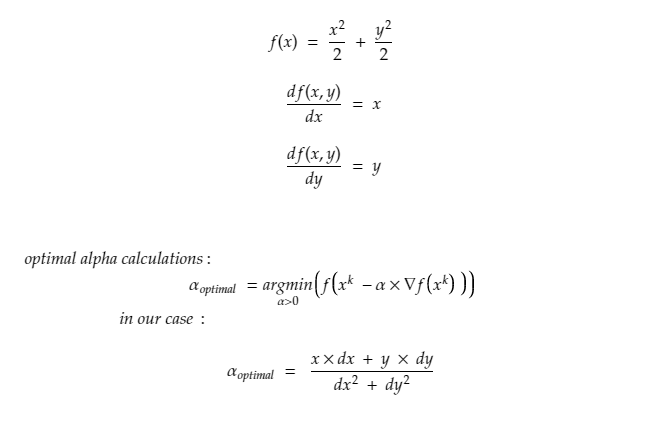 f(x) = x²/2 + y²/2
df(x, y)/dx = x
df(x, y)/dy = y
optimal alpha calculations :
α_optimal = argmin_{α>0} (f(x^k − α × ∇f(x^k) ))
in our case :
α_optimal = (x × dx + y × dy)/(dx² + dy²)